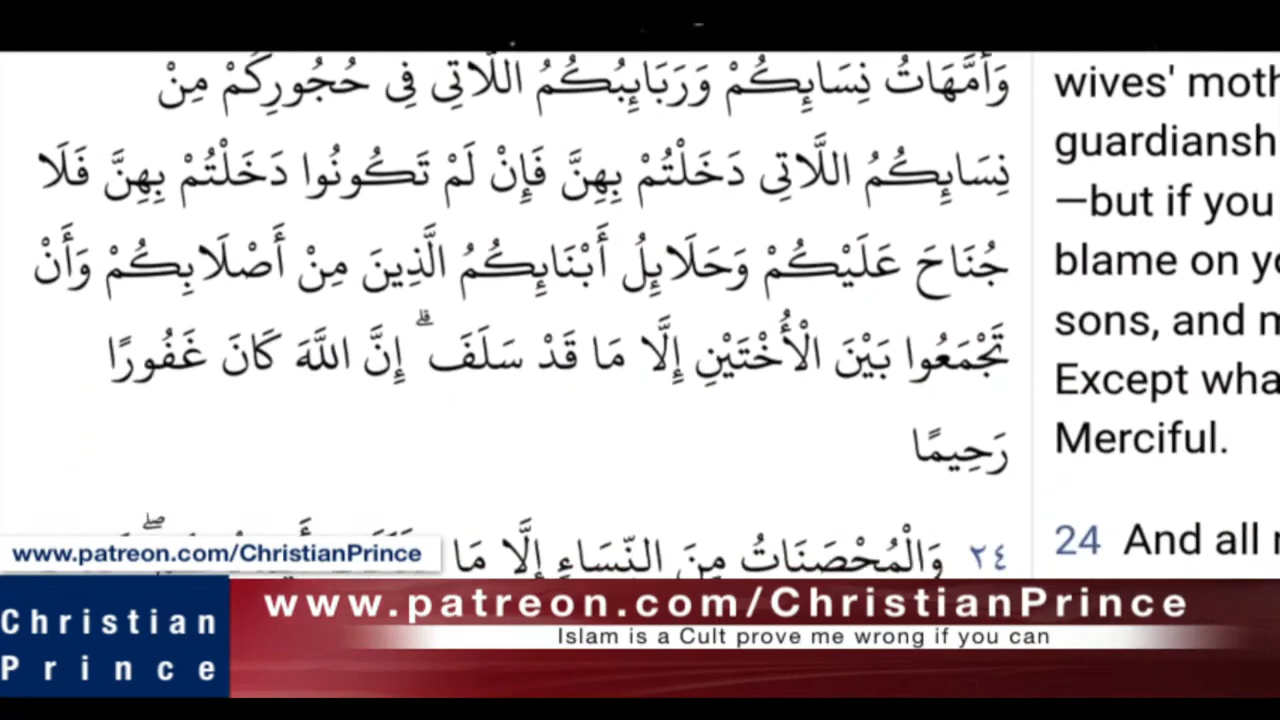 وَأُمَّهَاتُ نِسَائِكُمْ وَرَبَائِبُكُمُ اللَّاتِي فِي حُجُورِكُمْ مِنْ
نِسَائِكُمُ اللَّاتِي دَخَلْتُمْ بِهِنَّ فَإِنْ لَمْ تَكُونُوا دَخَلْتُمْ بِهِنَّ فَلَا
جُنَاحَ عَلَيْكُمْ وَحَلَائِلُ أَبْنَائِكُمُ الَّذِينَ مِنْ أَصْلَابِكُمْ وَأَنْ
تَجْمَعُوا بَيْنَ الْأُخْتَيْنِ إِلَّا مَا قَدْ سَلَفَ ۗ إِنَّ اللَّهَ كَانَ غَفُورًا
رَحِيمًا
٢٤ وَالْمُحْصَنَاتُ مِنَ النِّسَاءِ إِلَّا مَا
wives' moth
guardiansh
—but if you
blame on yo
sons, and m
Except wha
Merciful.
24 And all
www.patreon.com/ChristianPrince
Christian
Prince
www.patreon.com/ChristianPrince
Islam is a Cult prove me wrong if you can